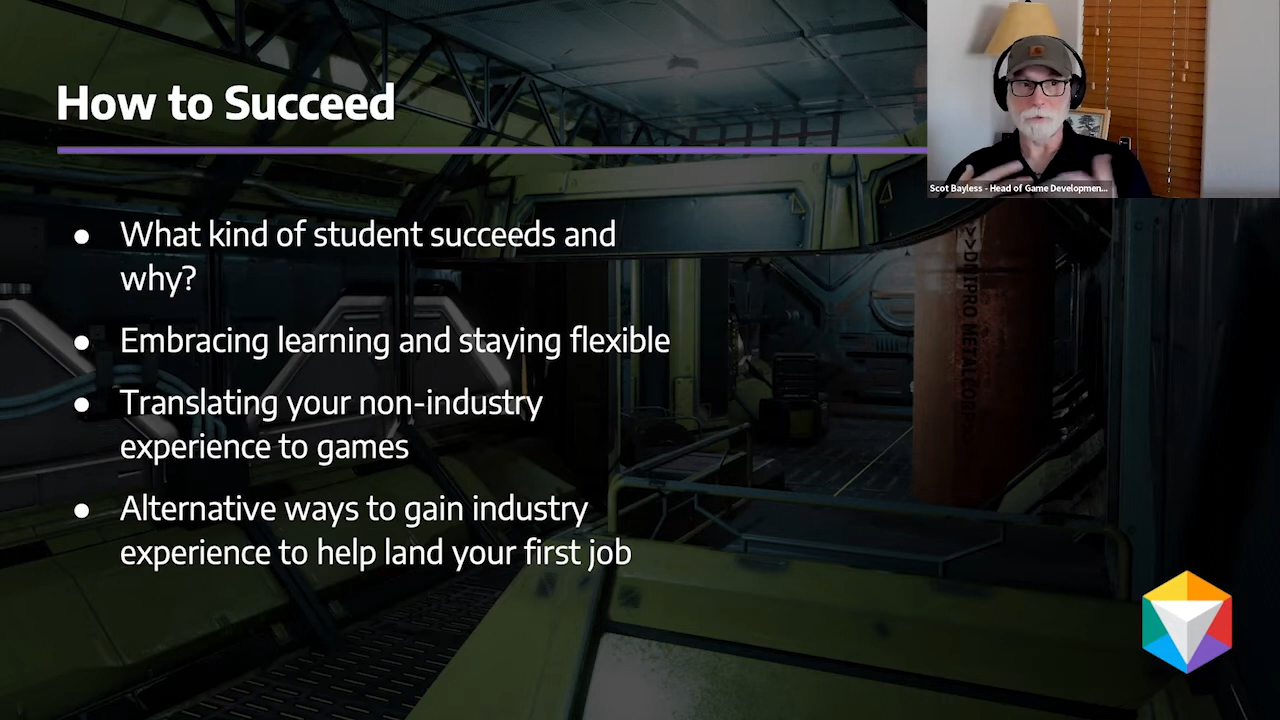 How to Succeed
Scot Bayless - Head of Game Developmen...
● What kind of student succeeds and
why?
● Embracing learning and staying flexible
● Translating your non-industry
experience to games
● Alternative ways to gain industry
experience to help land your first job
>>DNIPRO METALCORP